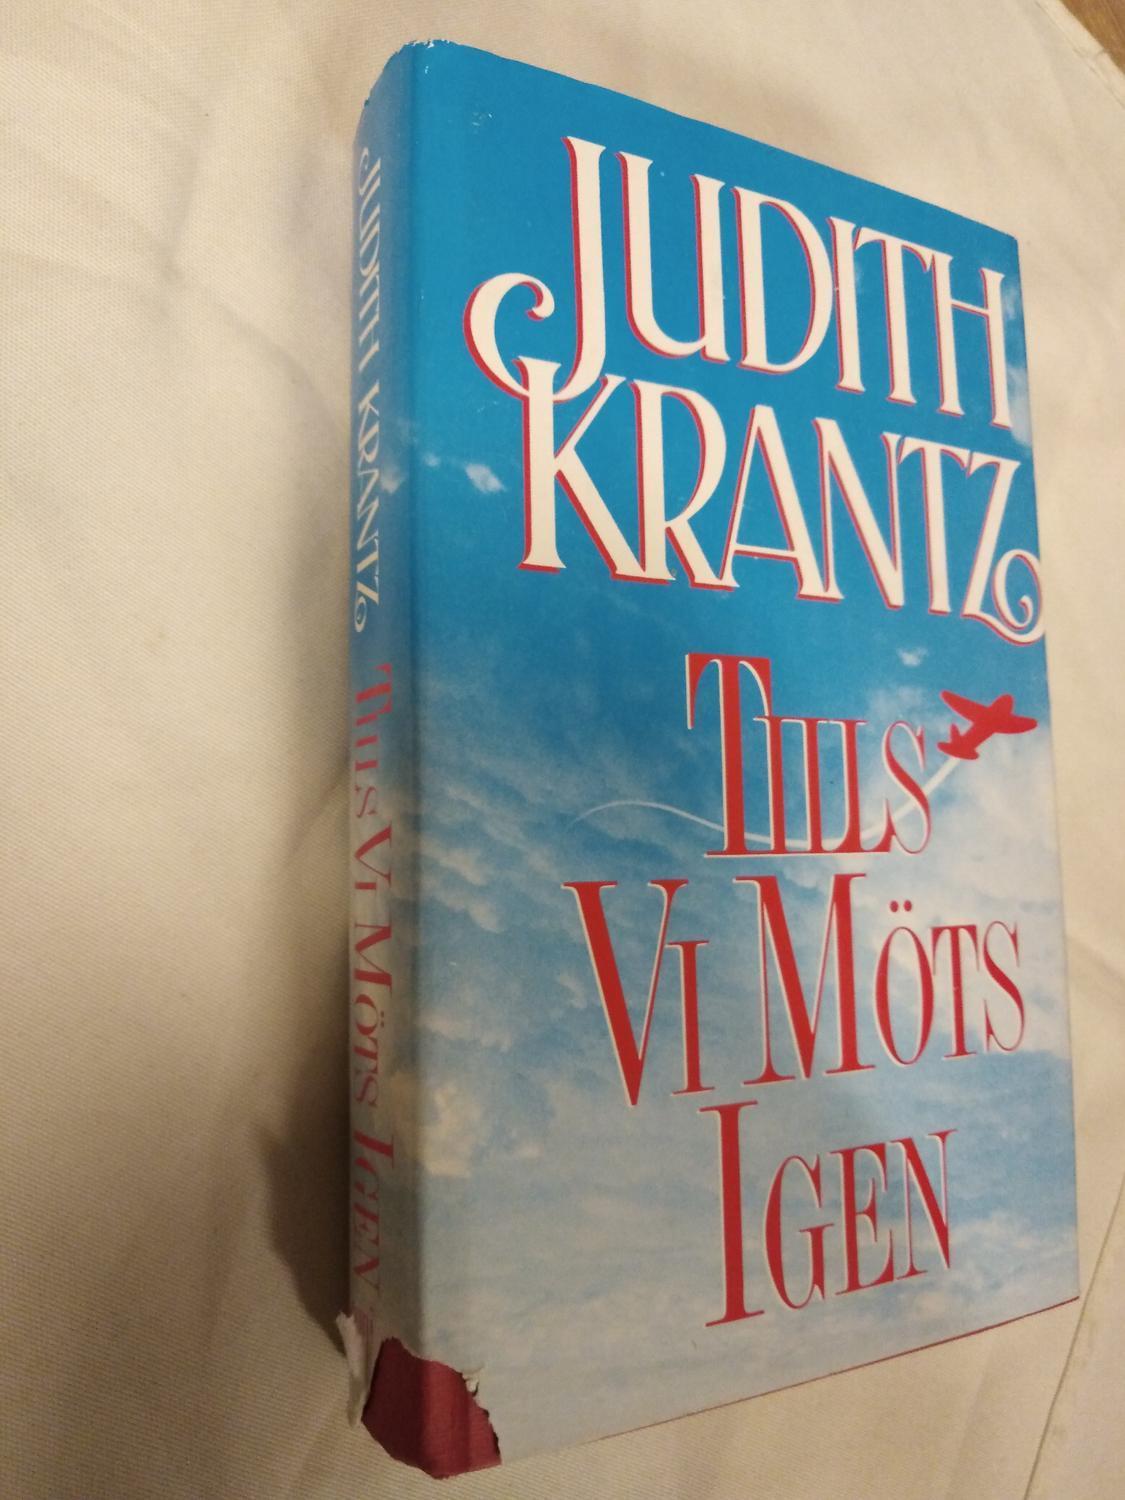 JUDITH
KRANTZ
TILLS
VI MÖTS
IGEN
JUDITH KRANTZ TILLS VI MÖTS IGEN